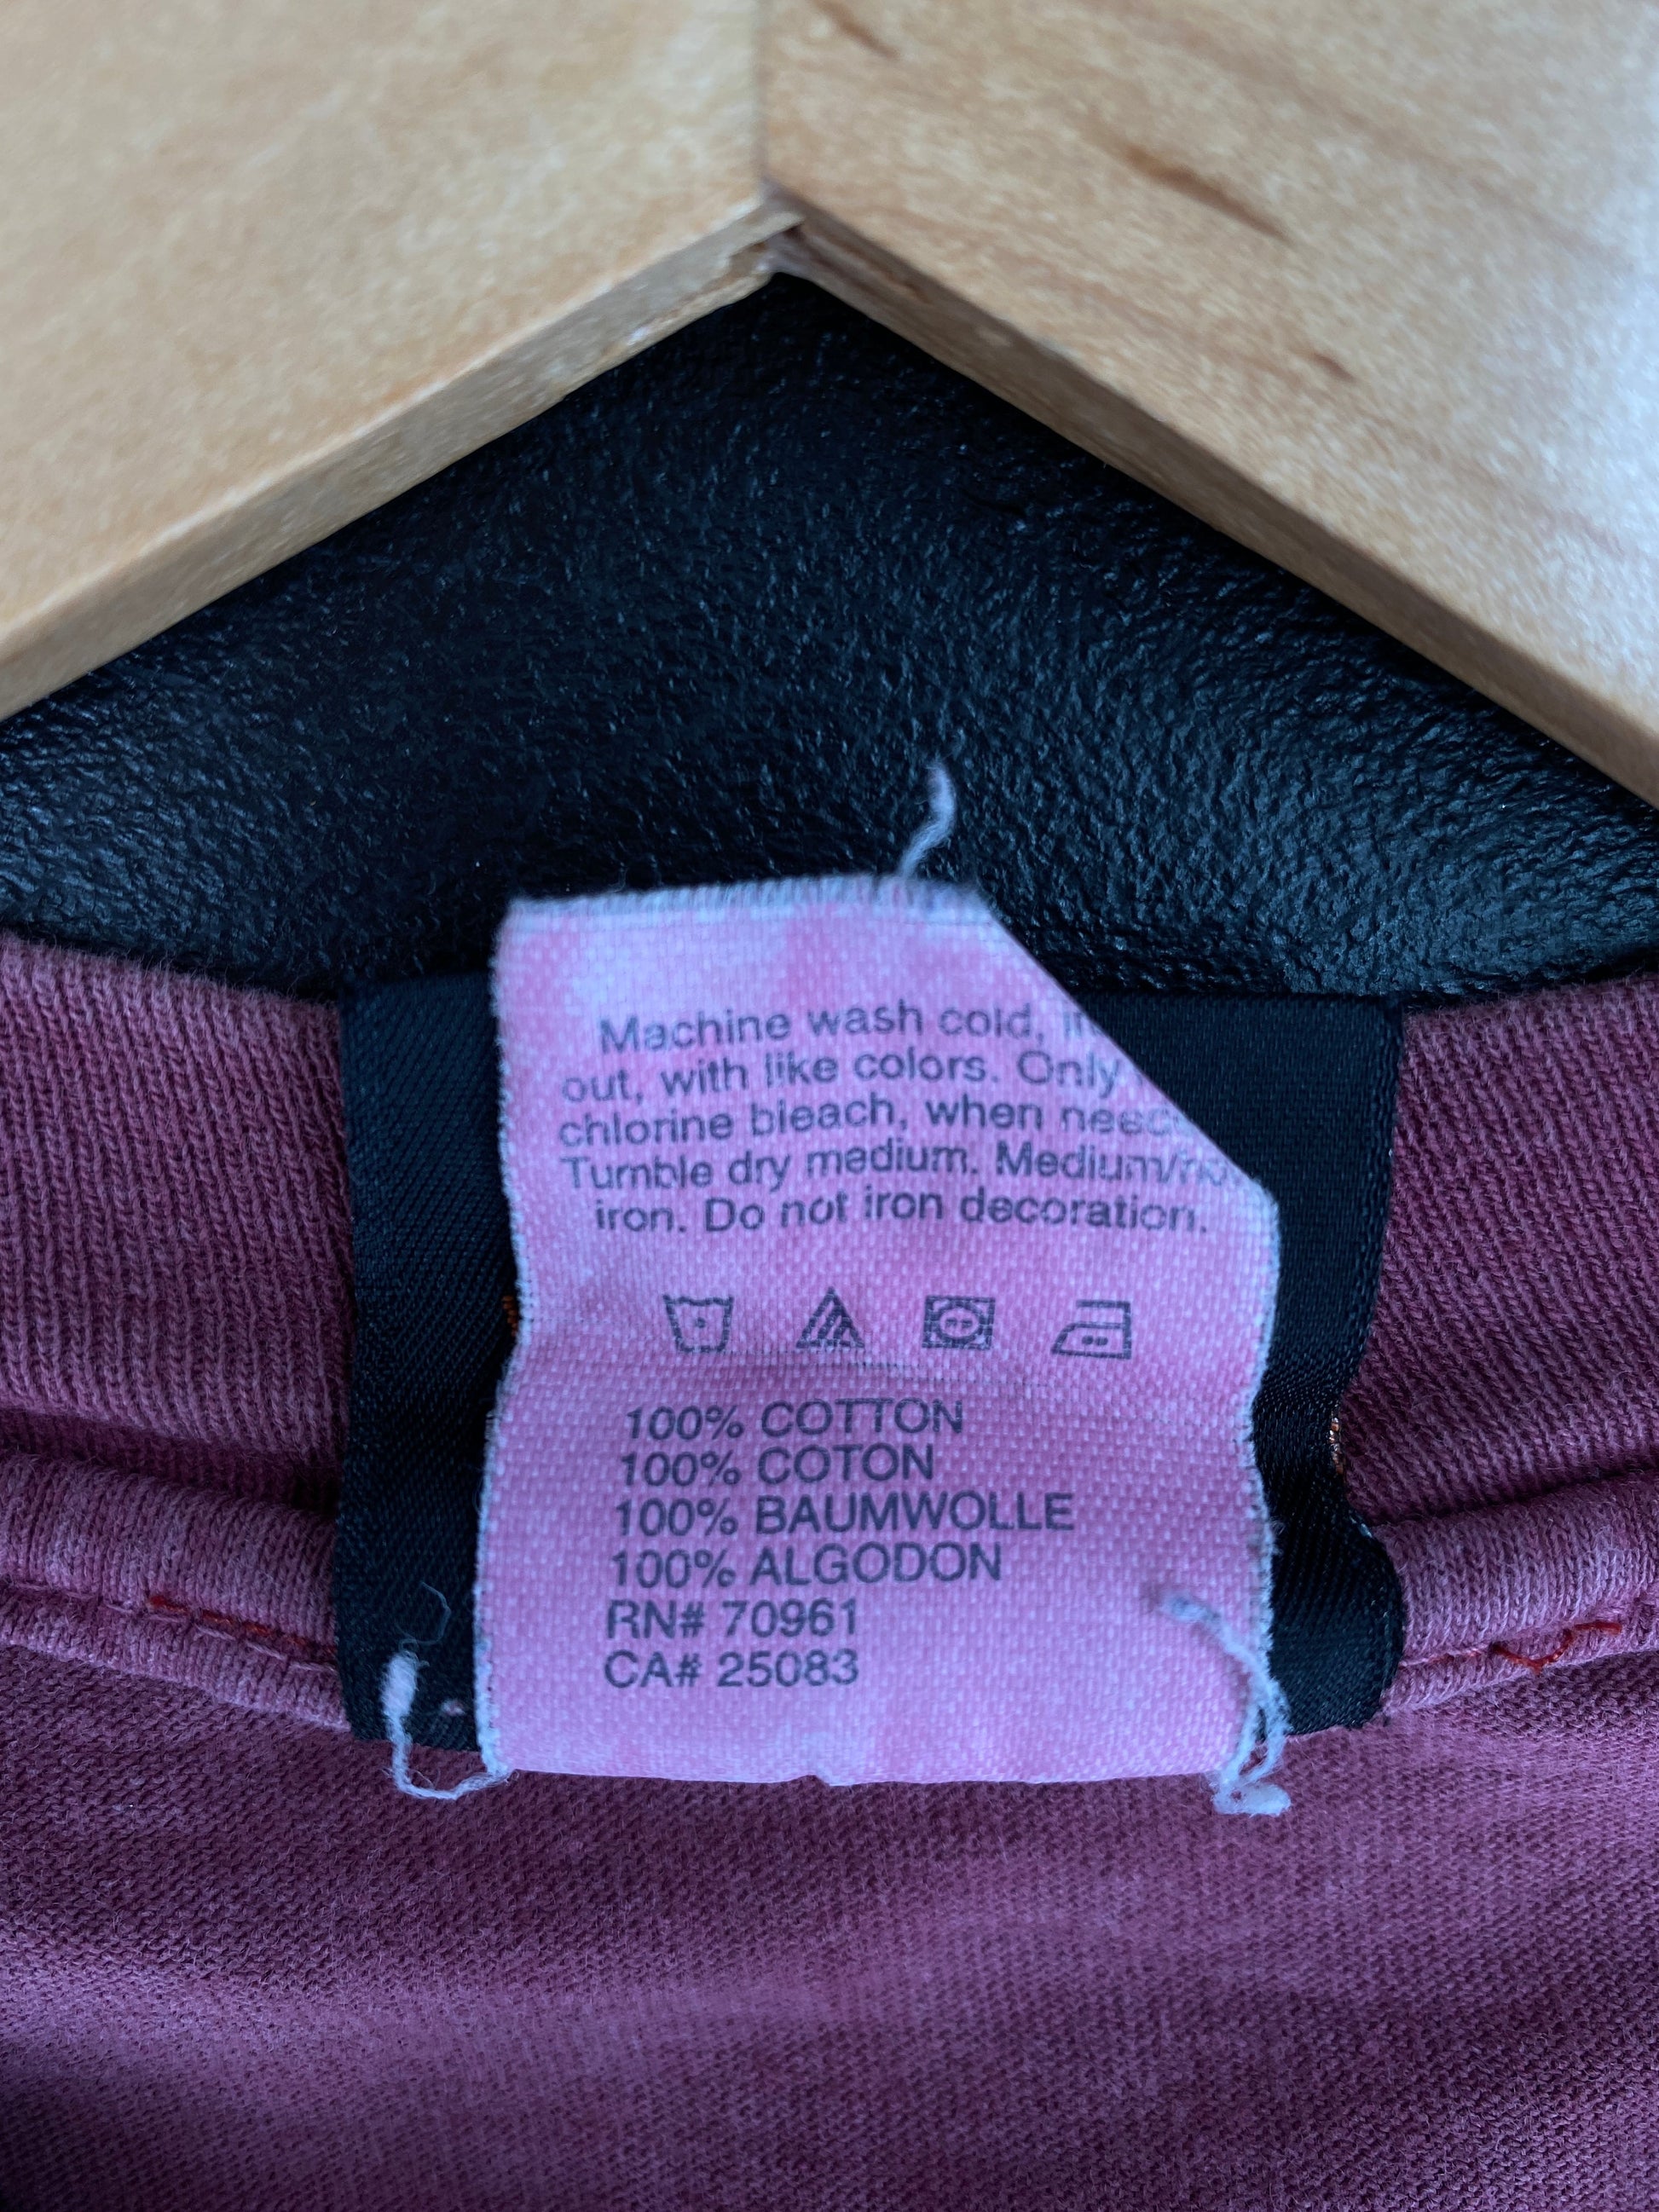 Machine wash cold,
out, with like colors. Only
chlorine bleach, when
Tumble dry medium.
iron. Do not iron decoration.
100% COTTON
100% COTON
100% BAUMWOLLE
100% ALGODON
RN# 70961
CA# 25083